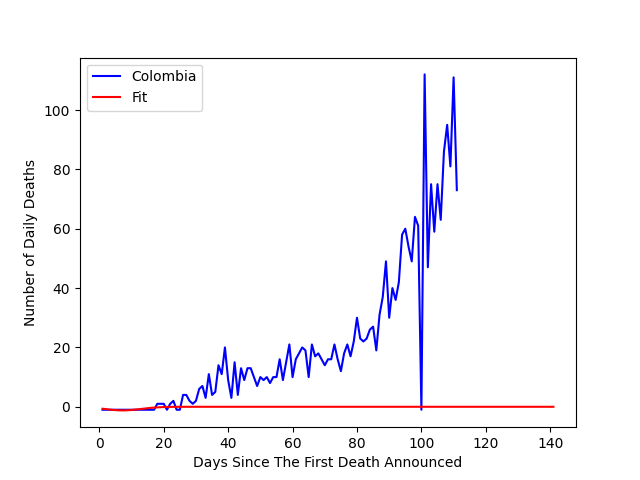 Colombia
Fit
100
80
60
40
20
0
Number of Daily Deaths
0 20 40 60 80 100 120 140
Days Since The First Death Announced